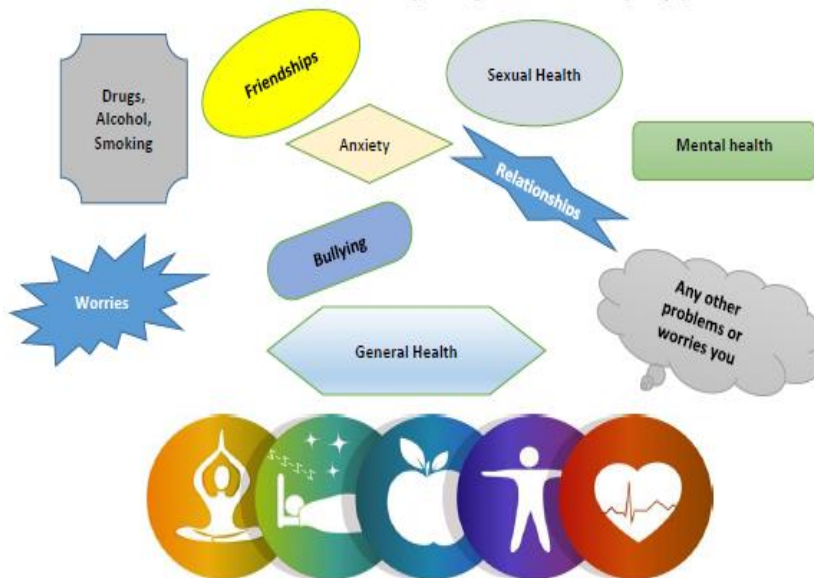 Friendships
Sexual Health
Drugs,
Alcohol,
Smoking
Anxiety
Mental health
Relationships
Bullying
Worries
Any other
problems or
worries you
General Health